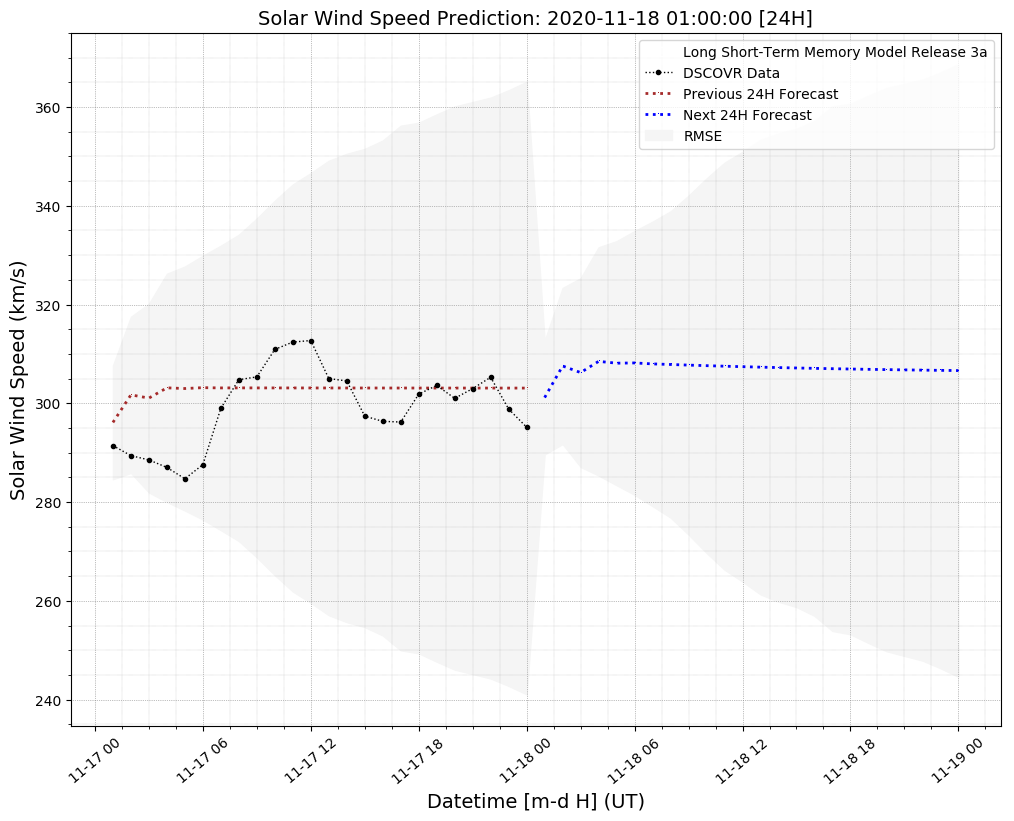 Solar Wind Speed Prediction: 2020-11-18 01:00:00 [24H]
Long Short-Term Memory Model Release 3a
DSCOVR Data
Previous 24H Forecast
Next 24H Forecast
RMSE
Solar Wind Speed (km/s)
360
340
320
300
280
260
240
11-17 00
11-17 06
11-17 12
11-17 18
11-18 00
11-18 06
11-18 12
11-18 18
11-19 00
Datetime [m-d H] (UT)